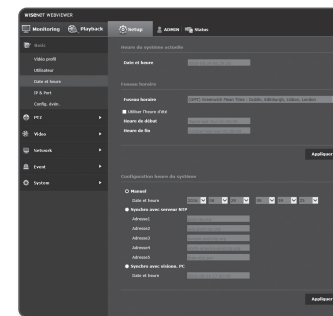 WISENET WEBVIEWER
Monitoring Playback Setup ADMIN Status
Basic
Vidéo profil
Utilisateur
Date et heure
IP & Port
Config. évén.
PTZ
Vidéo
Network
Event
System
Heure du système actuelle
Date et heure
Fuseau horaire
Fuseau horaire (GMT) Greenwich Mean Time : Dublin, Edinburgh, Lisbon, London
Utiliser l'heure d'été
Heure de début
Heure de fin
Appliquer
Configuration heure du système
Manuel
Date et heure
Synchro avec serveur NTP
Adresse1
Adresse2
Adresse3
Adresse4
Adresse5
Synchro avec visionn. PC
Date et heure
Appliquer